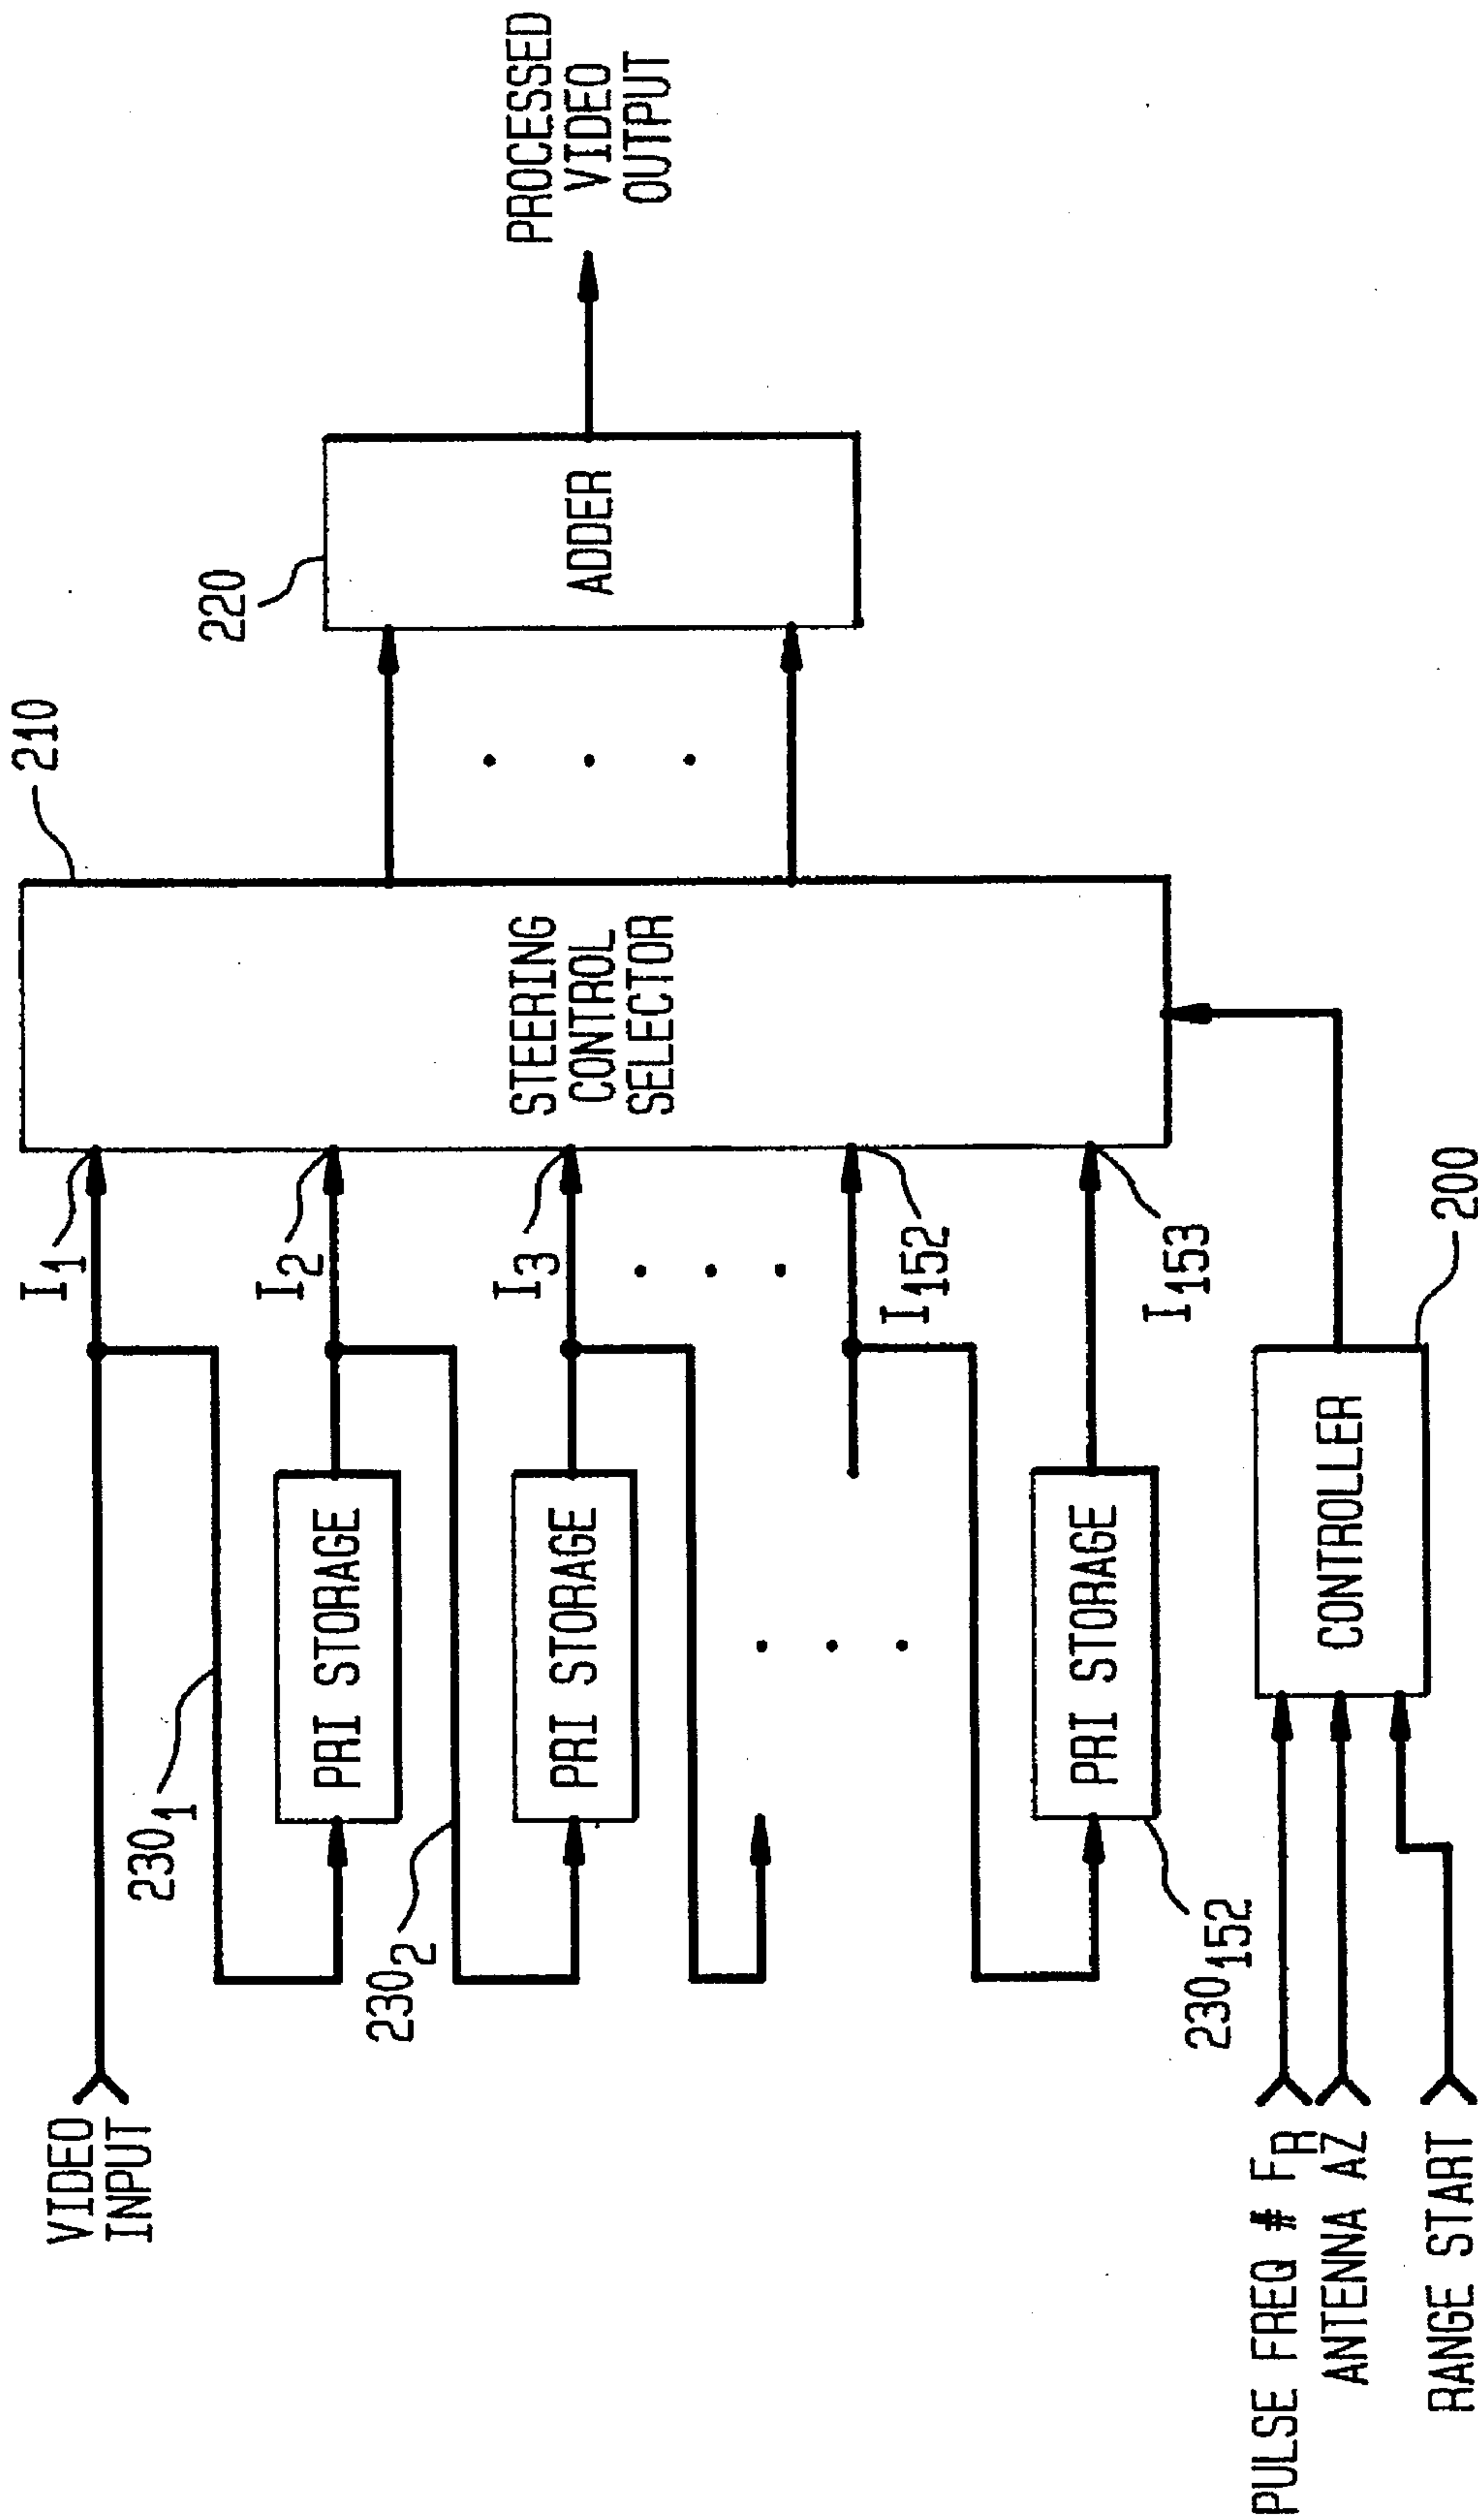 VIDEO
INPUT
230₁
PRI STORAGE
230₂
PRI STORAGE
PRI STORAGE
230₁₅₂
I₁
I₂
I₃
I₁₅₂
I₁₅₃
STEERING
CONTROL
SELECTOR
210
ADDER
220
PROCESSED
VIDEO
OUTPUT
PULSE FREQ # F_R
ANTENNA AZ
RANGE START
CONTROLLER
200